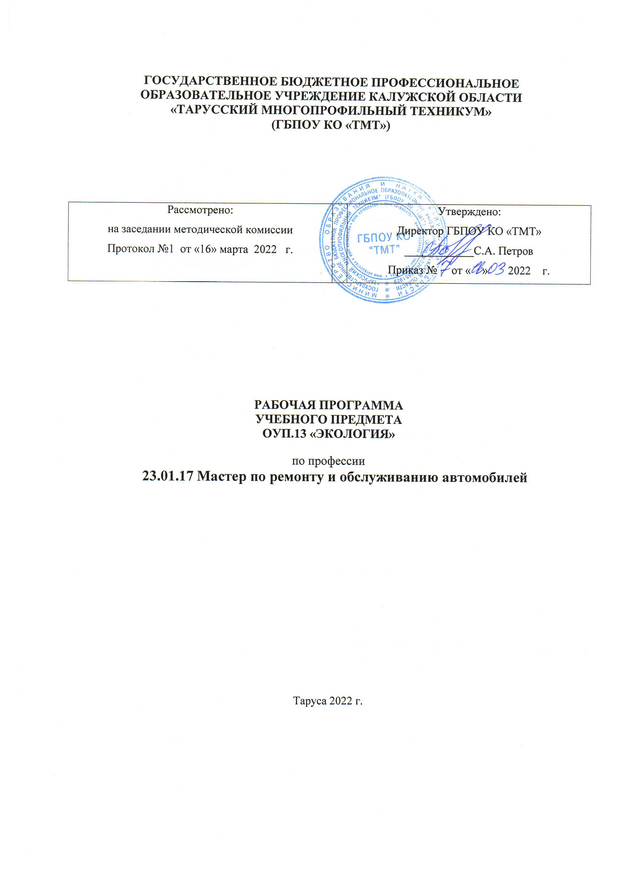 ГОСУДАРСТВЕННОЕ БЮДЖЕТНОЕ ПРОФЕССИОНАЛЬНОЕ
ОБРАЗОВАТЕЛЬНОЕ УЧРЕЖДЕНИЕ КАЛУЖСКОЙ ОБЛАСТИ
«ТАРУССКИЙ МНОГОПРОФИЛЬНЫЙ ТЕХНИКУМ»
(ГБПОУ КО «ТМТ»)
Рассмотрено:
на заседании методической комиссии
Протокол №1 от «16» марта 2022 г.
Утверждено:
Директор ГБПОУ КО «ТМТ»
С.А. Петров
Приказ № 7 от «16» 03 2022 г.
ГБПОУ КО
"ТМТ"
РАБОЧАЯ ПРОГРАММА
УЧЕБНОГО ПРЕДМЕТА
ОУП.13 «ЭКОЛОГИЯ»
по профессии
23.01.17 Мастер по ремонту и обслуживанию автомобилей
Таруса 2022 г.